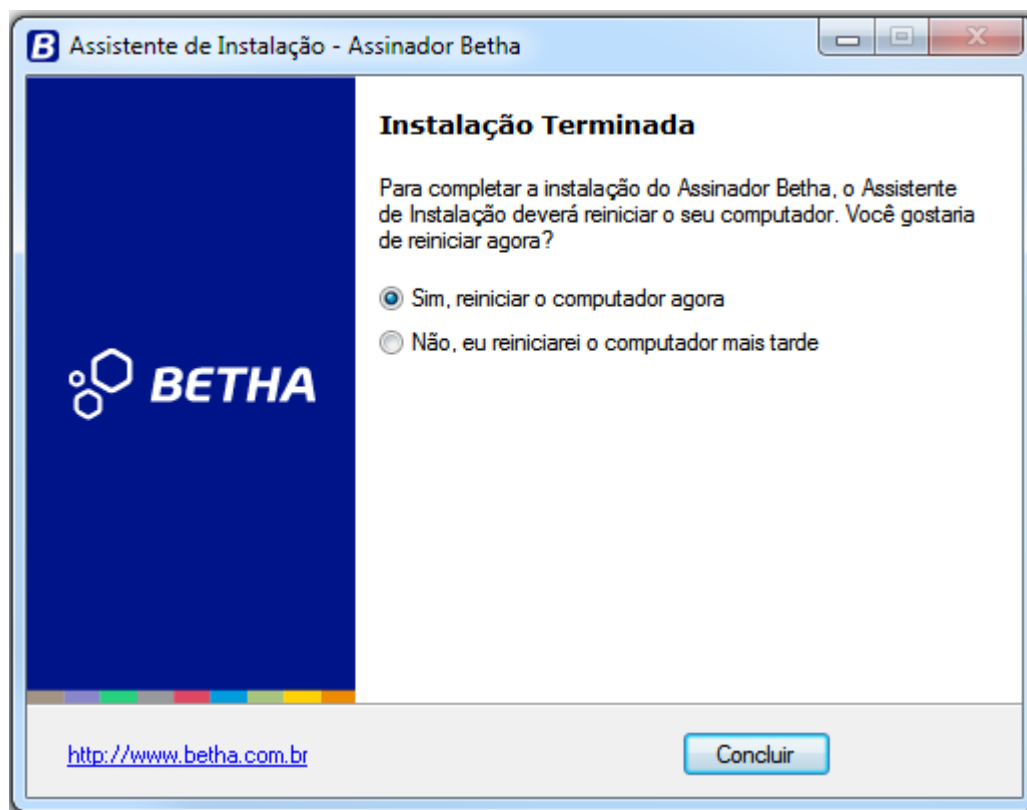 B Assistente de Instalação - Assinador Betha
Instalação Terminada
Para completar a instalação do Assinador Betha, o Assistente
de Instalação deverá reiniciar o seu computador. Você gostaria
de reiniciar agora?
Sim, reiniciar o computador agora
Não, eu reiniciarei o computador mais tarde
BETHA
http://www.betha.com.br
Concluir